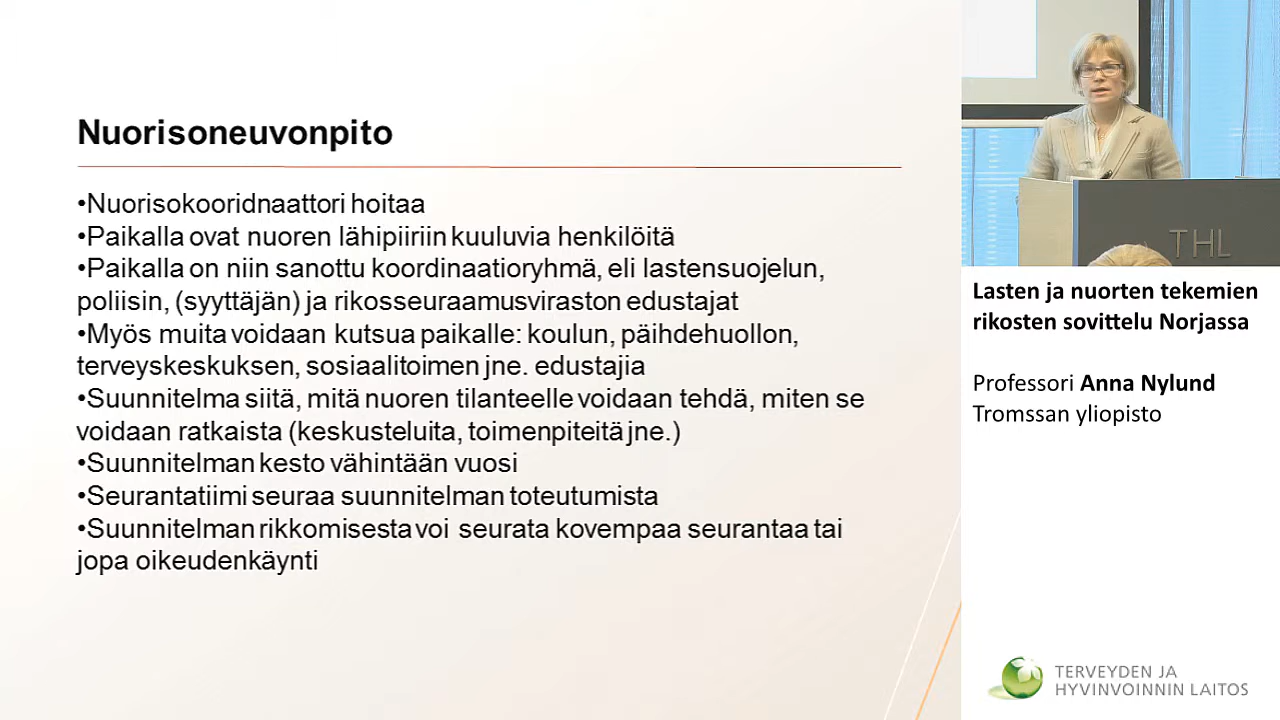 Nuorisoneuvonpito
•Nuorisokooridnaattori hoitaa
•Paikalla ovat nuoren lähipiiriin kuuluvia henkilöitä
•Paikalla on niin sanottu koordinaatioryhmä, eli lastensuojelun,
poliisin, (syyttäjän) ja rikosseuraamusviraston edustajat
•Myös muita voidaan kutsua paikalle: koulun, päihdehuollon,
terveyskeskuksen, sosiaalitoimen jne. edustajia
•Suunnitelma siitä, mitä nuoren tilanteelle voidaan tehdä, miten se
voidaan ratkaista (keskusteluita, toimenpiteitä jne.)
•Suunnitelman kesto vähintään vuosi
•Seurantatiimi seuraa suunnitelman toteutumista
•Suunnitelman rikkomisesta voi seurata kovempaa seurantaa tai
jopa oikeudenkäynti
THL
Lasten ja nuorten tekemien
rikosten sovittelu Norjassa
Professori Anna Nylund
Tromssan yliopisto
TERVEYDEN JA
HYVINVOINNIN LAITOS